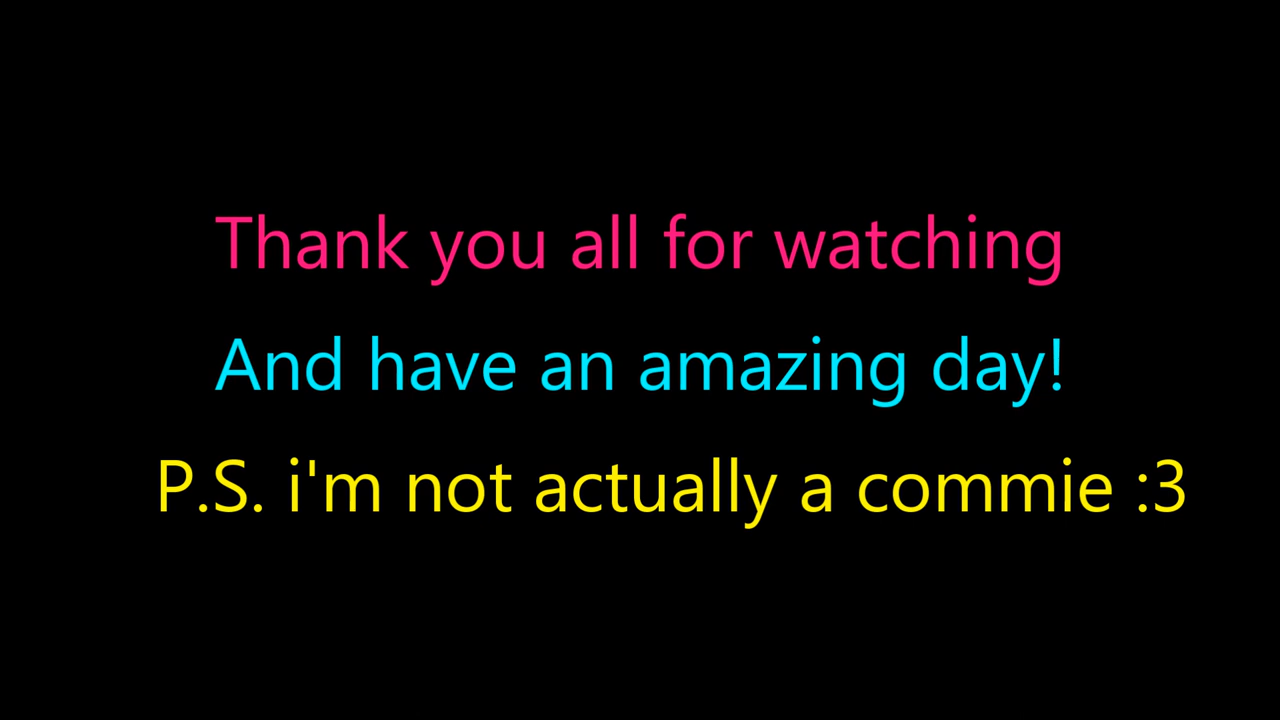 Thank you all for watching
And have an amazing day!
P.S. i'm not actually a commie :3